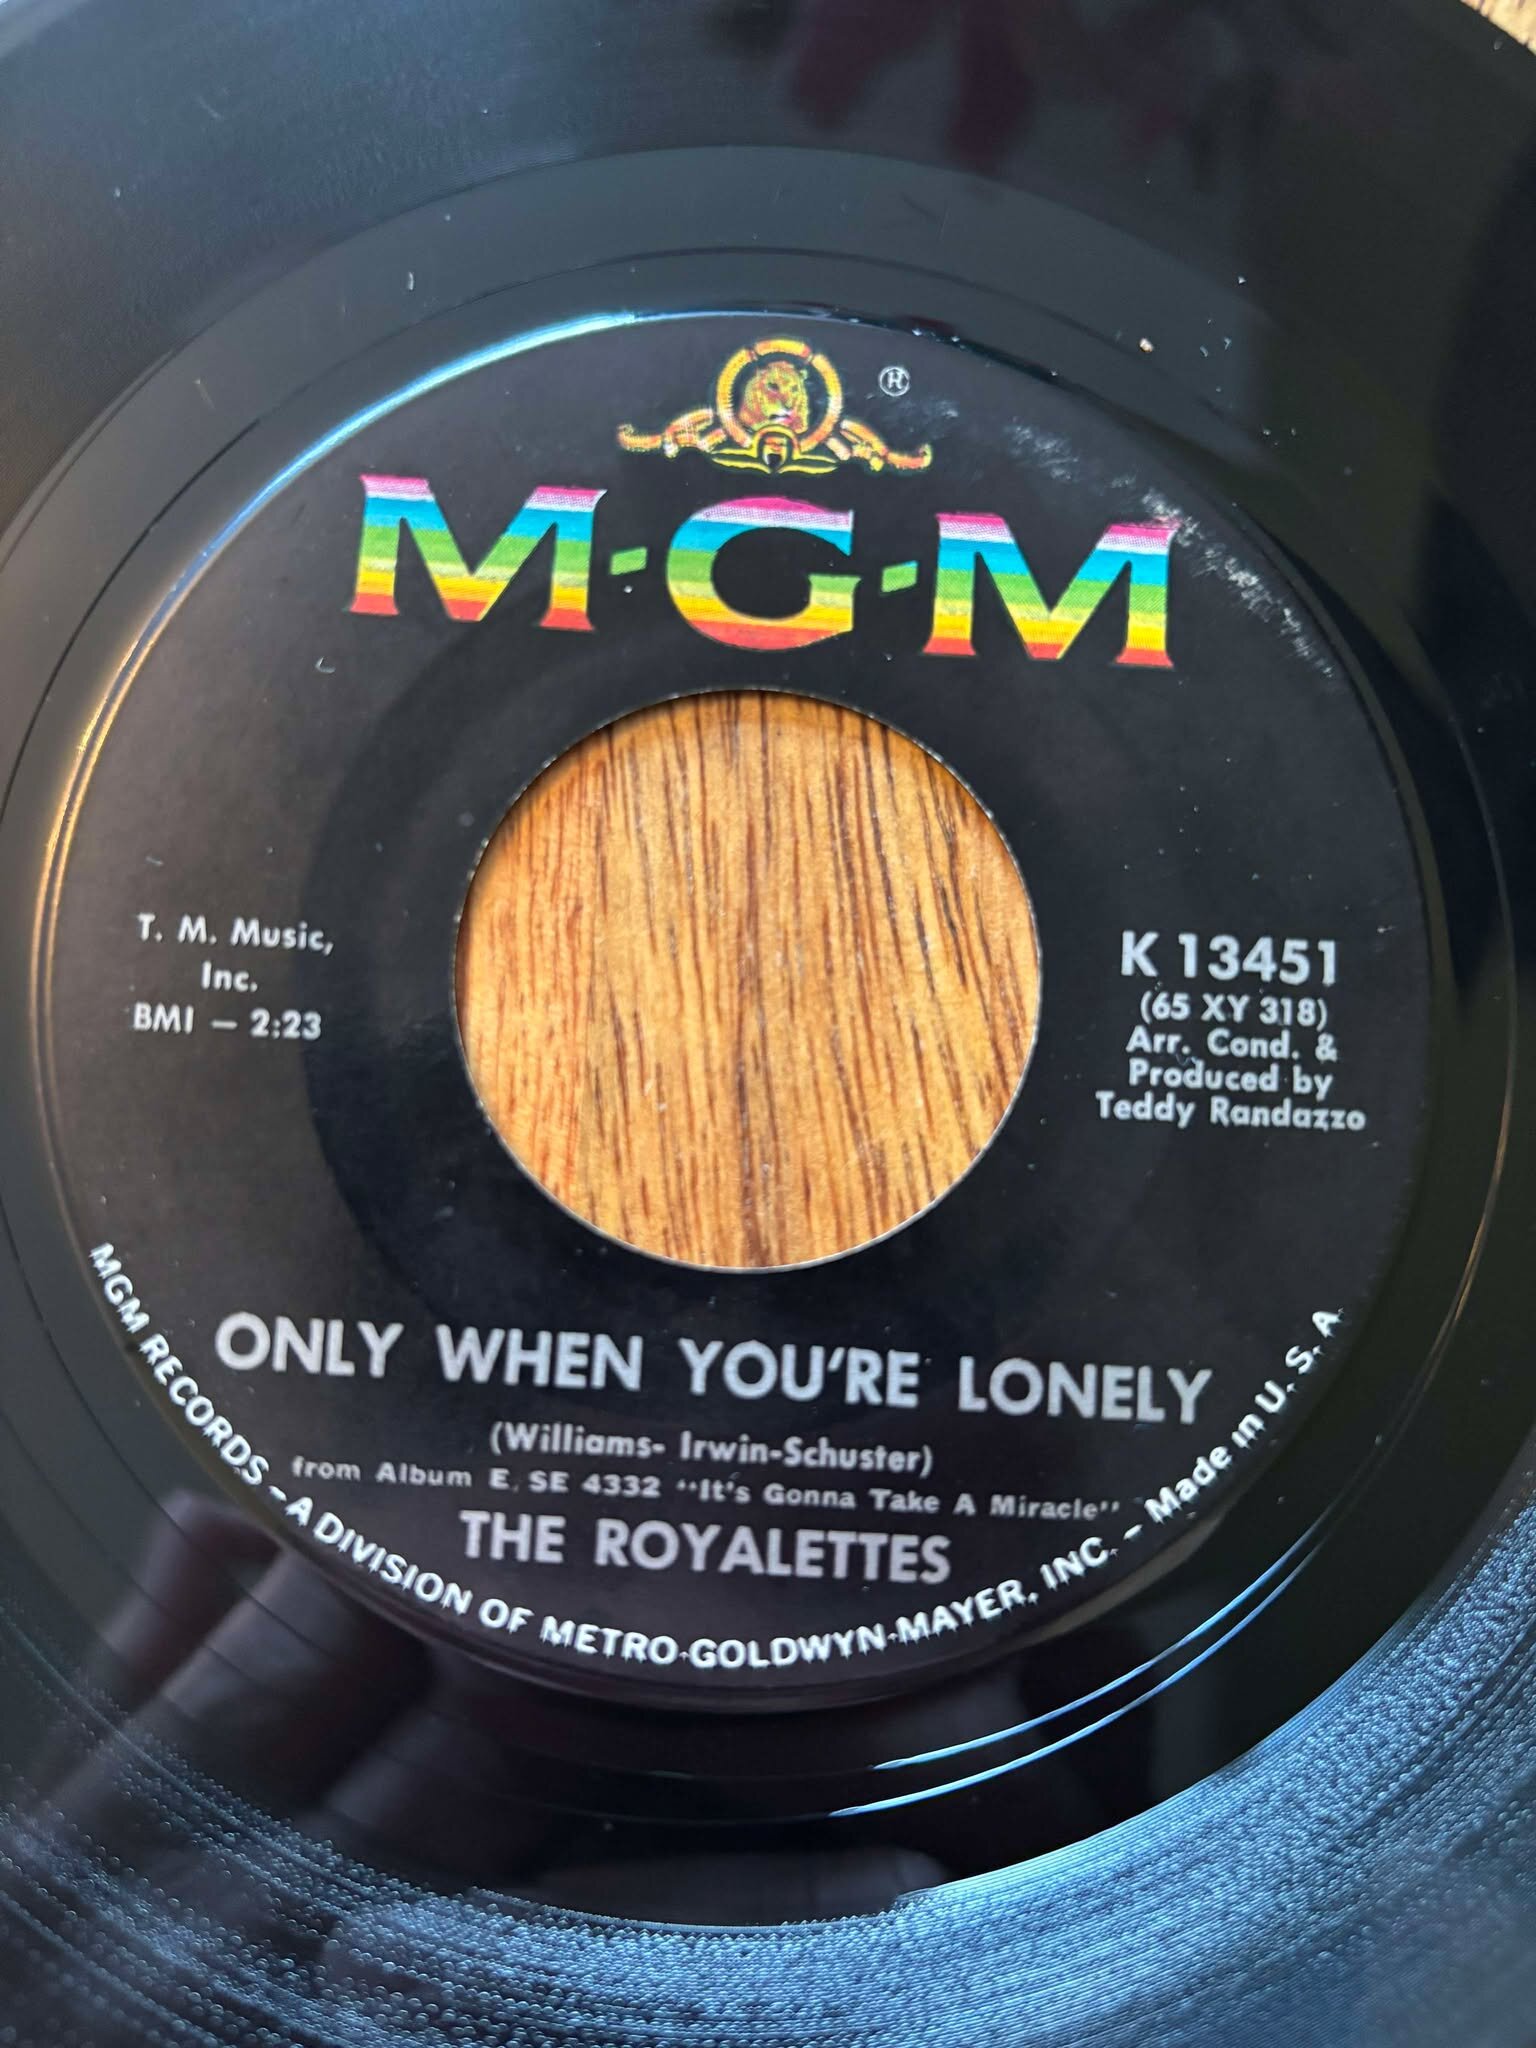 ®
M·G·M
T. M. Music,
Inc.
BMI – 2:23
K 13451
(65 XY 318)
Arr. Cond. &
Produced by
Teddy Randazzo
ONLY WHEN YOU'RE LONELY
(Williams- Irwin-Schuster)
from Album E, SE 4332 "It's Gonna Take A Miracle"
THE ROYALETTES
MGM RECORDS – A DIVISION OF METRO-GOLDWYN-MAYER, INC. – Made in U. S. A